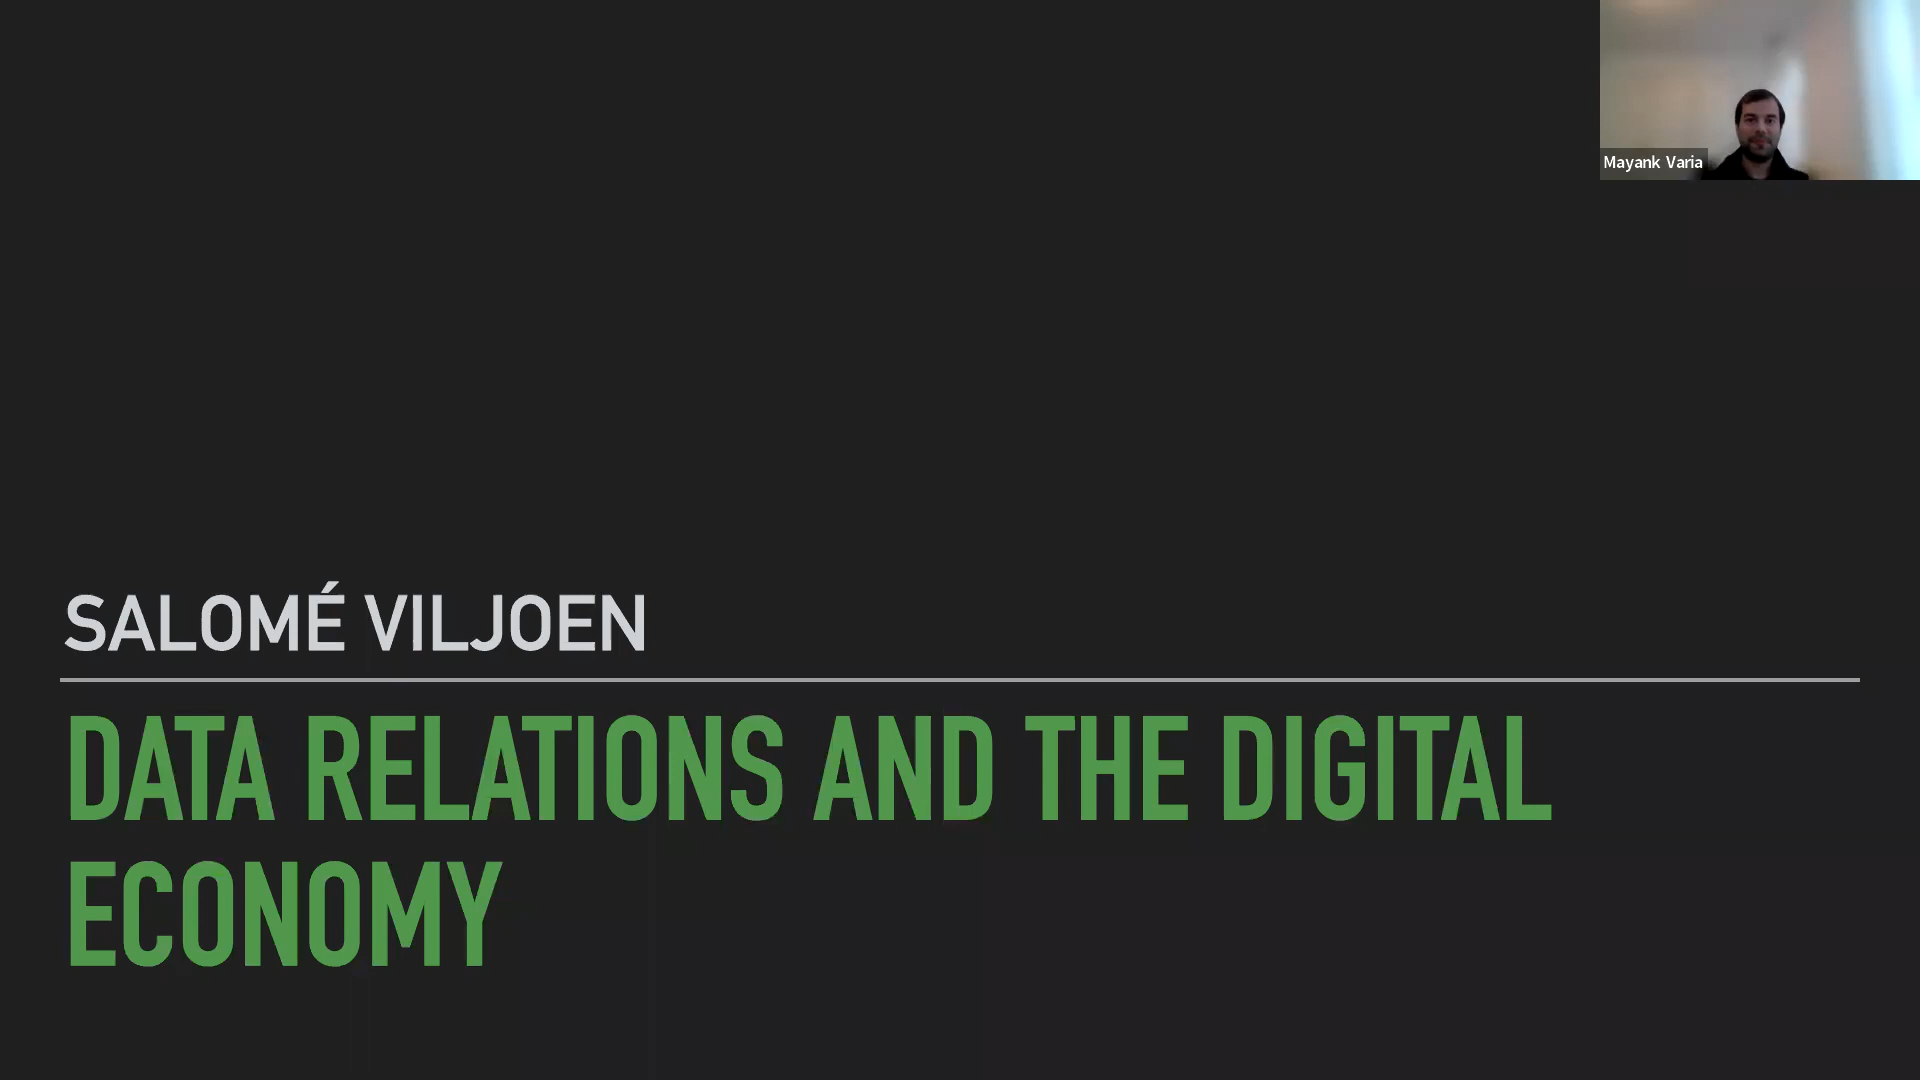 Mayank Varia
SALOMÉ VILJOEN
DATA RELATIONS AND THE DIGITAL
ECONOMY